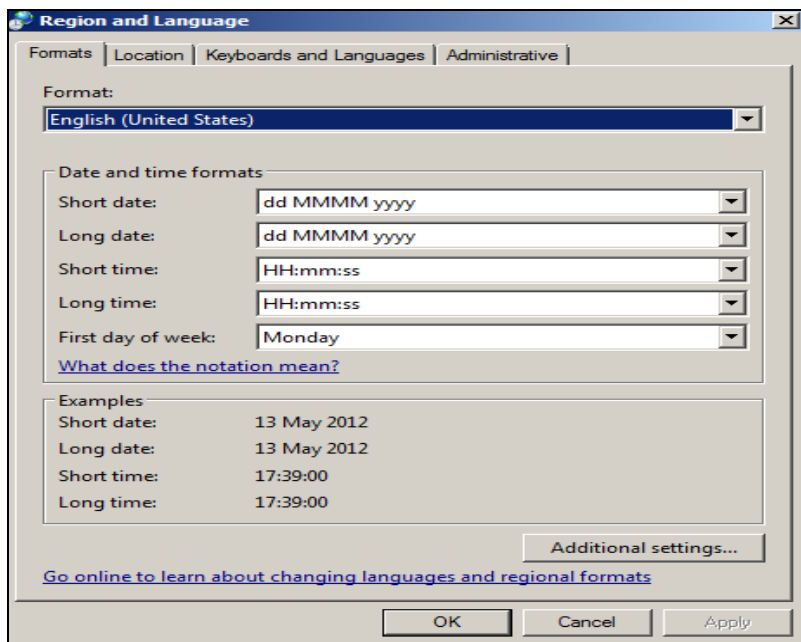 Region and Language
Formats Location Keyboards and Languages Administrative
Format:
English (United States)
Date and time formats
Short date: dd MMMM yyyy
Long date: dd MMMM yyyy
Short time: HH:mm:ss
Long time: HH:mm:ss
First day of week: Monday
What does the notation mean?
Examples
Short date: 13 May 2012
Long date: 13 May 2012
Short time: 17:39:00
Long time: 17:39:00
Additional settings...
Go online to learn about changing languages and regional formats
OK Cancel Apply